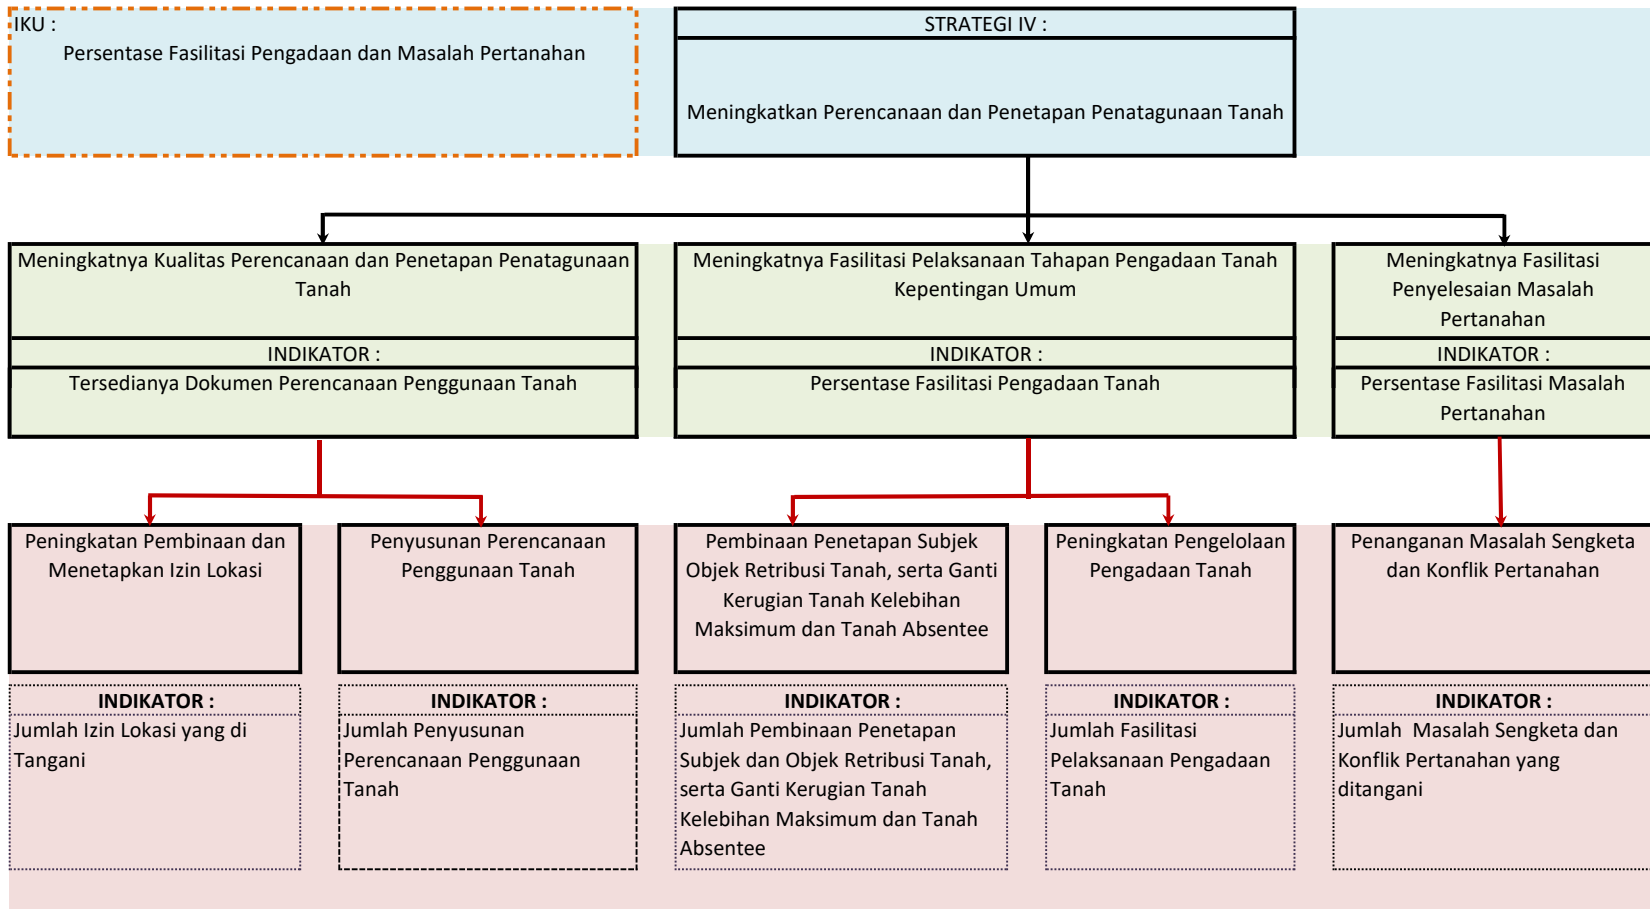 IKU :
Persentase Fasilitasi Pengadaan dan Masalah Pertanahan
STRATEGI IV :
Meningkatkan Perencanaan dan Penetapan Penatagunaan Tanah
Meningkatnya Kualitas Perencanaan dan Penetapan Penatagunaan
Tanah
INDIKATOR :
Tersedianya Dokumen Perencanaan Penggunaan Tanah
Meningkatnya Fasilitasi Pelaksanaan Tahapan Pengadaan Tanah
Kepentingan Umum
INDIKATOR :
Persentase Fasilitasi Pengadaan Tanah
Meningkatnya Fasilitasi
Penyelesaian Masalah
Pertanahan
INDIKATOR :
Persentase Fasilitasi Masalah
Pertanahan
Peningkatan Pembinaan dan
Menetapkan Izin Lokasi
INDIKATOR :
Jumlah Izin Lokasi yang di
Tangani
Penyusunan Perencanaan
Penggunaan Tanah
INDIKATOR :
Jumlah Penyusunan
Perencanaan Penggunaan
Tanah
Pembinaan Penetapan Subjek
Objek Retribusi Tanah, serta Ganti
Kerugian Tanah Kelebihan
Maksimum dan Tanah Absentee
INDIKATOR :
Jumlah Pembinaan Penetapan
Subjek dan Objek Retribusi Tanah,
serta Ganti Kerugian Tanah
Kelebihan Maksimum dan Tanah
Absentee
Peningkatan Pengelolaan
Pengadaan Tanah
INDIKATOR :
Jumlah Fasilitasi
Pelaksanaan Pengadaan
Tanah
Penanganan Masalah Sengketa
dan Konflik Pertanahan
INDIKATOR :
Jumlah  Masalah Sengketa dan
Konflik Pertanahan yang
ditangani